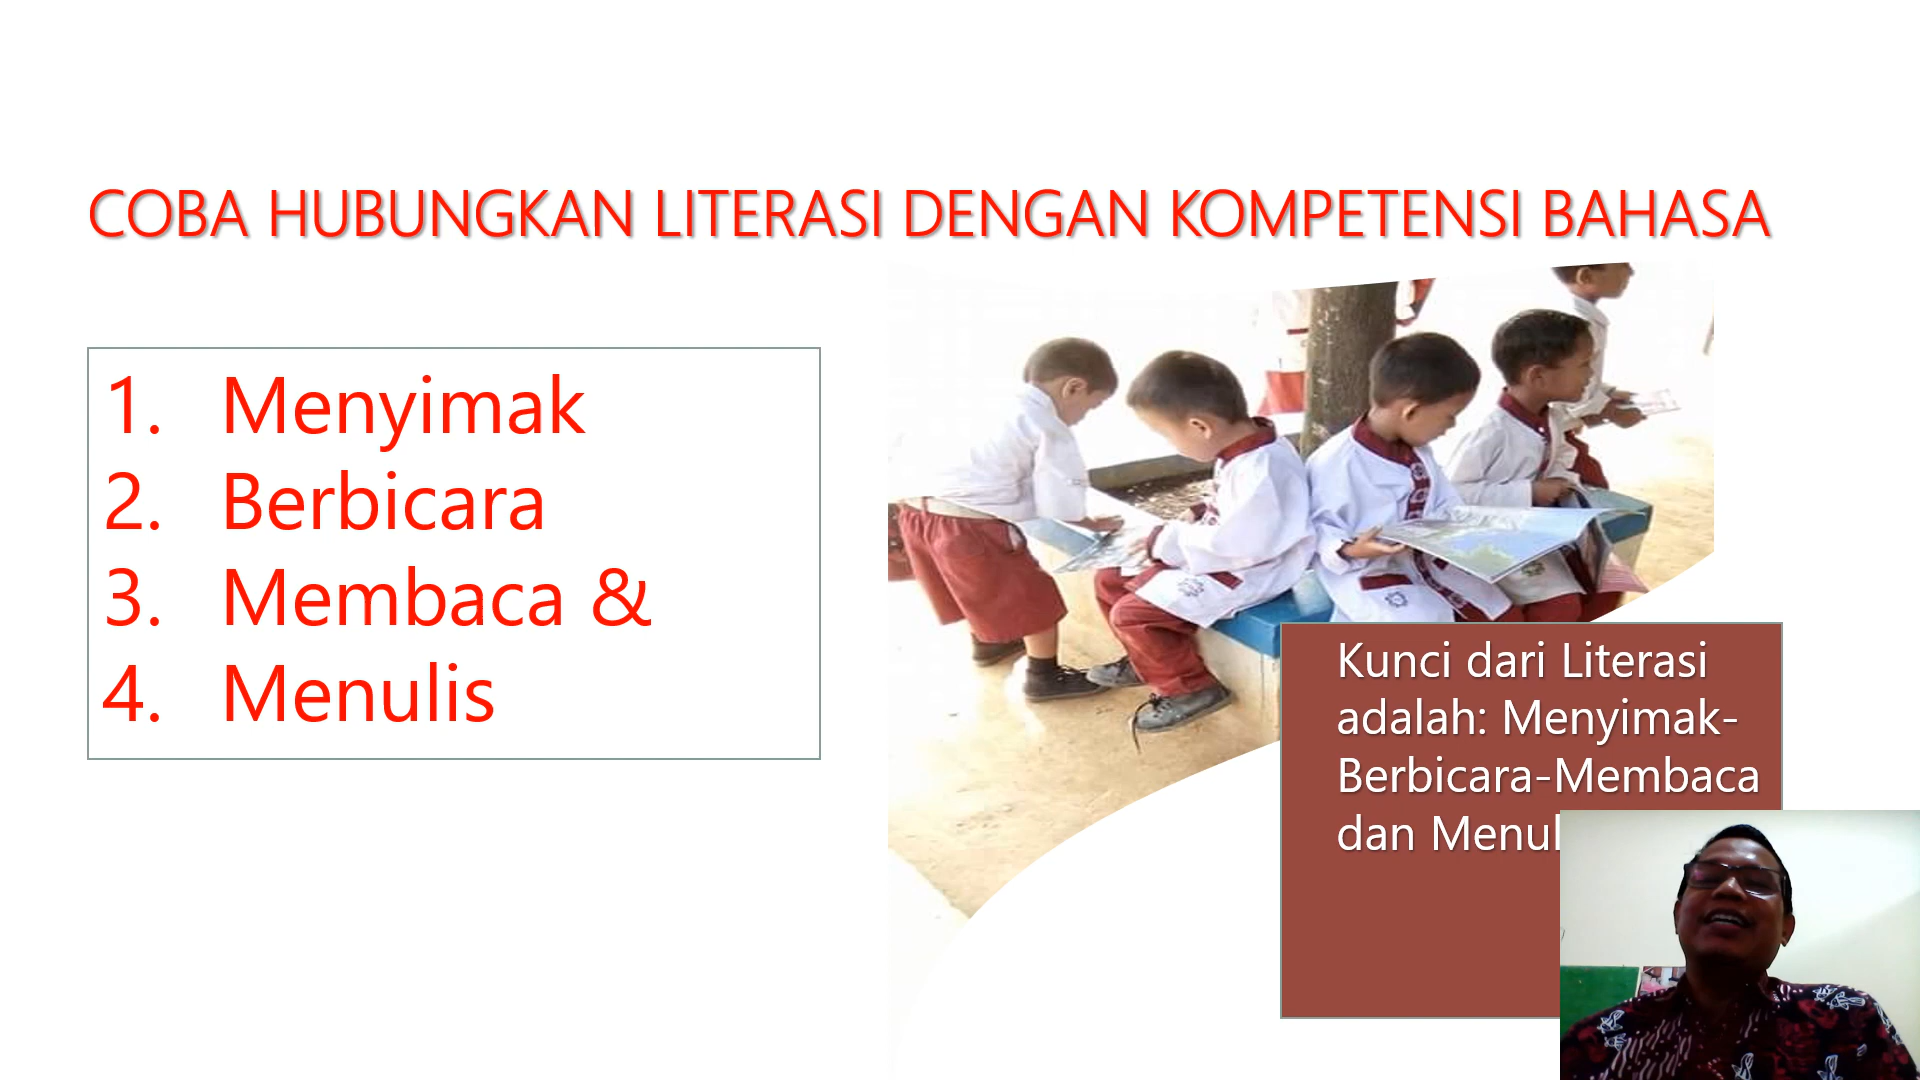 COBA HUBUNGKAN LITERASI DENGAN KOMPETENSI BAHASA
1. Menyimak
2. Berbicara
3. Membaca &
4. Menulis
Kunci dari Literasi
adalah: Menyimak-
Berbicara-Membaca
dan